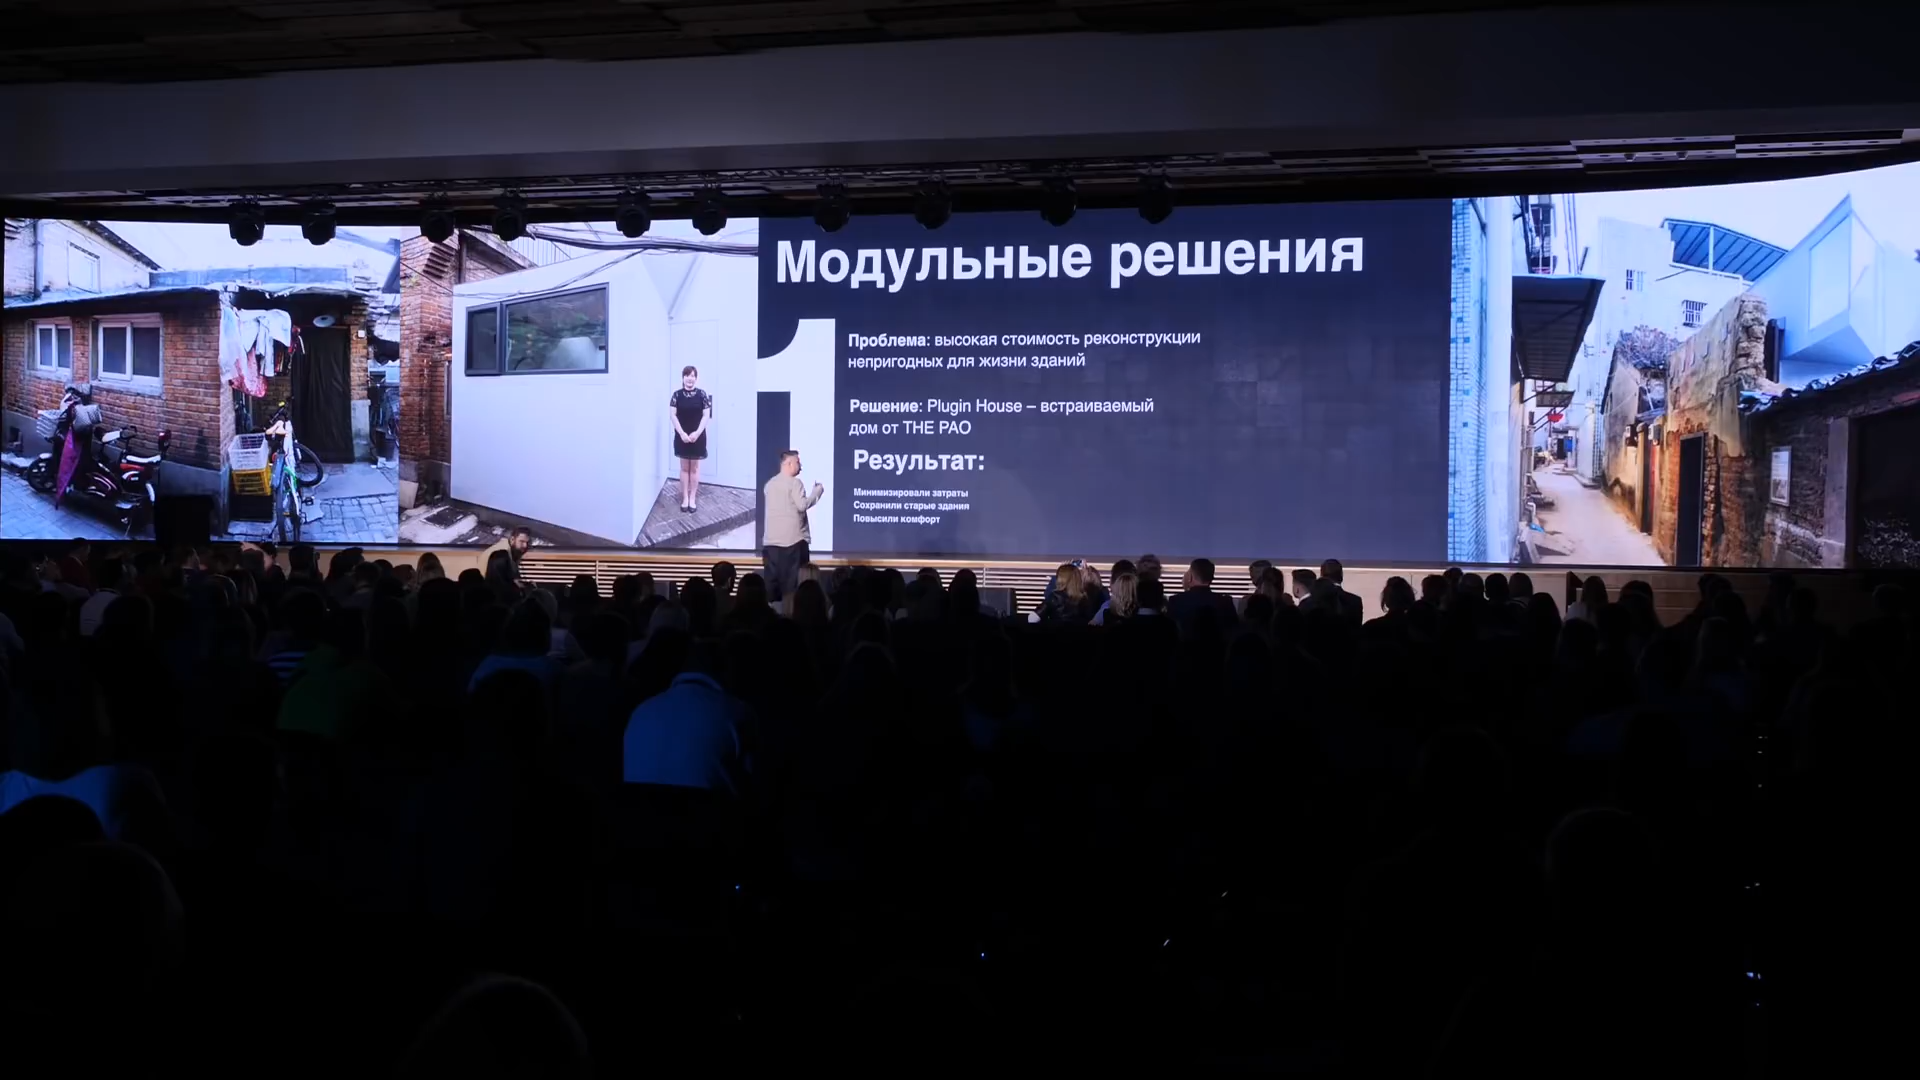 Модульные решения
1
Проблема: высокая стоимость реконструкции
непригодных для жизни зданий
Решение: Plugin House – встраиваемый
дом от THE PAO
Результат:
Минимизировали затраты
Сохранили старые здания
Повысили комфорт